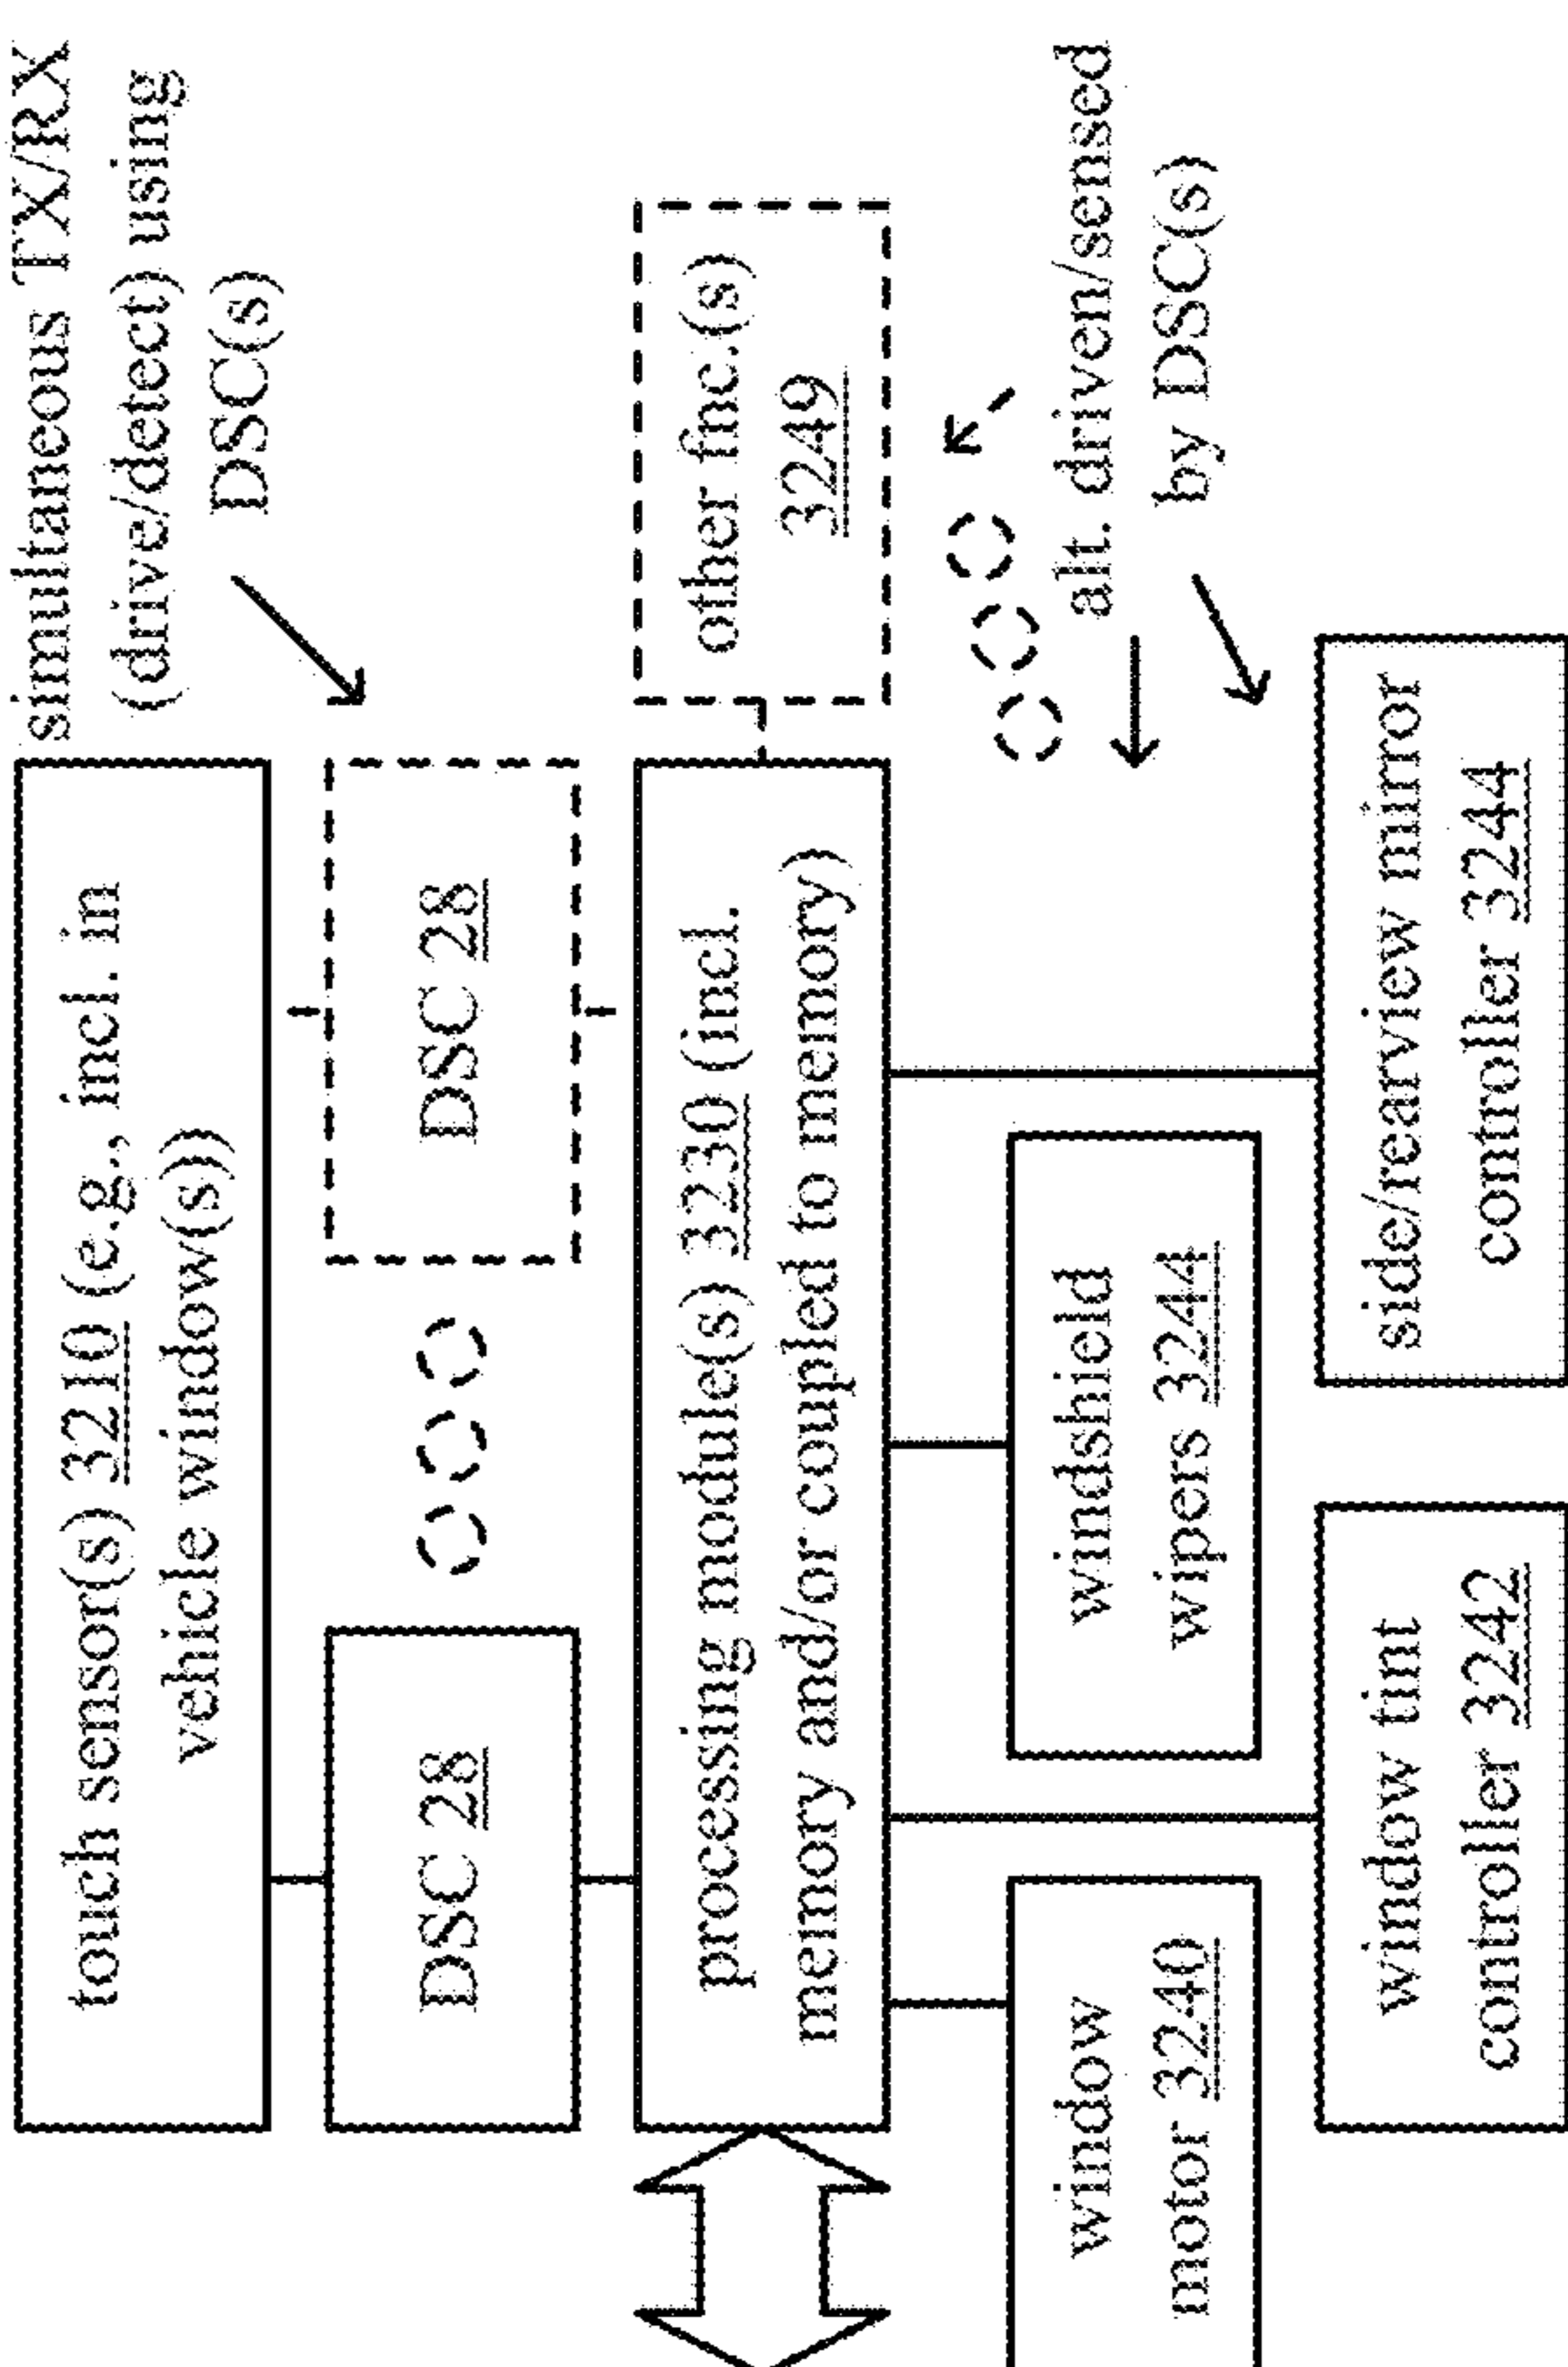 simultaneous TX/RX
(drive/detect) using
DSC(s)
touch sensor(s) 3210 (e.g., incl. in
vehicle window(s))
DSC 28
DSC 28
processing module(s) 3230 (incl.
memory and/or coupled to memory)
other fnc.(s)
3249
alt. driven/sensed
by DSC(s)
window
motor 3240
windshield
wipers 3244
window tint
controller 3242
side/rearview mirror
controller 3244